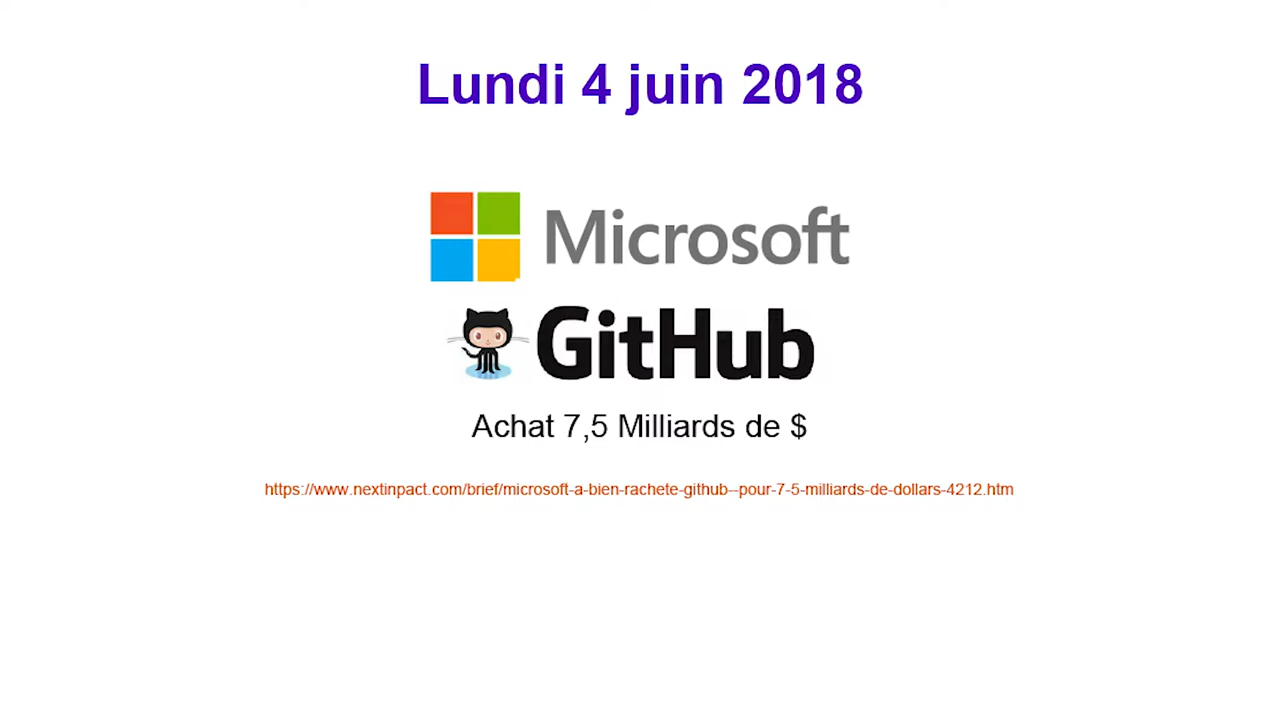 Lundi 4 juin 2018
Microsoft
GitHub
Achat 7,5 Milliards de $
https://www.nextinpact.com/brief/microsoft-a-bien-rachete-github--pour-7-5-milliards-de-dollars-4212.htm